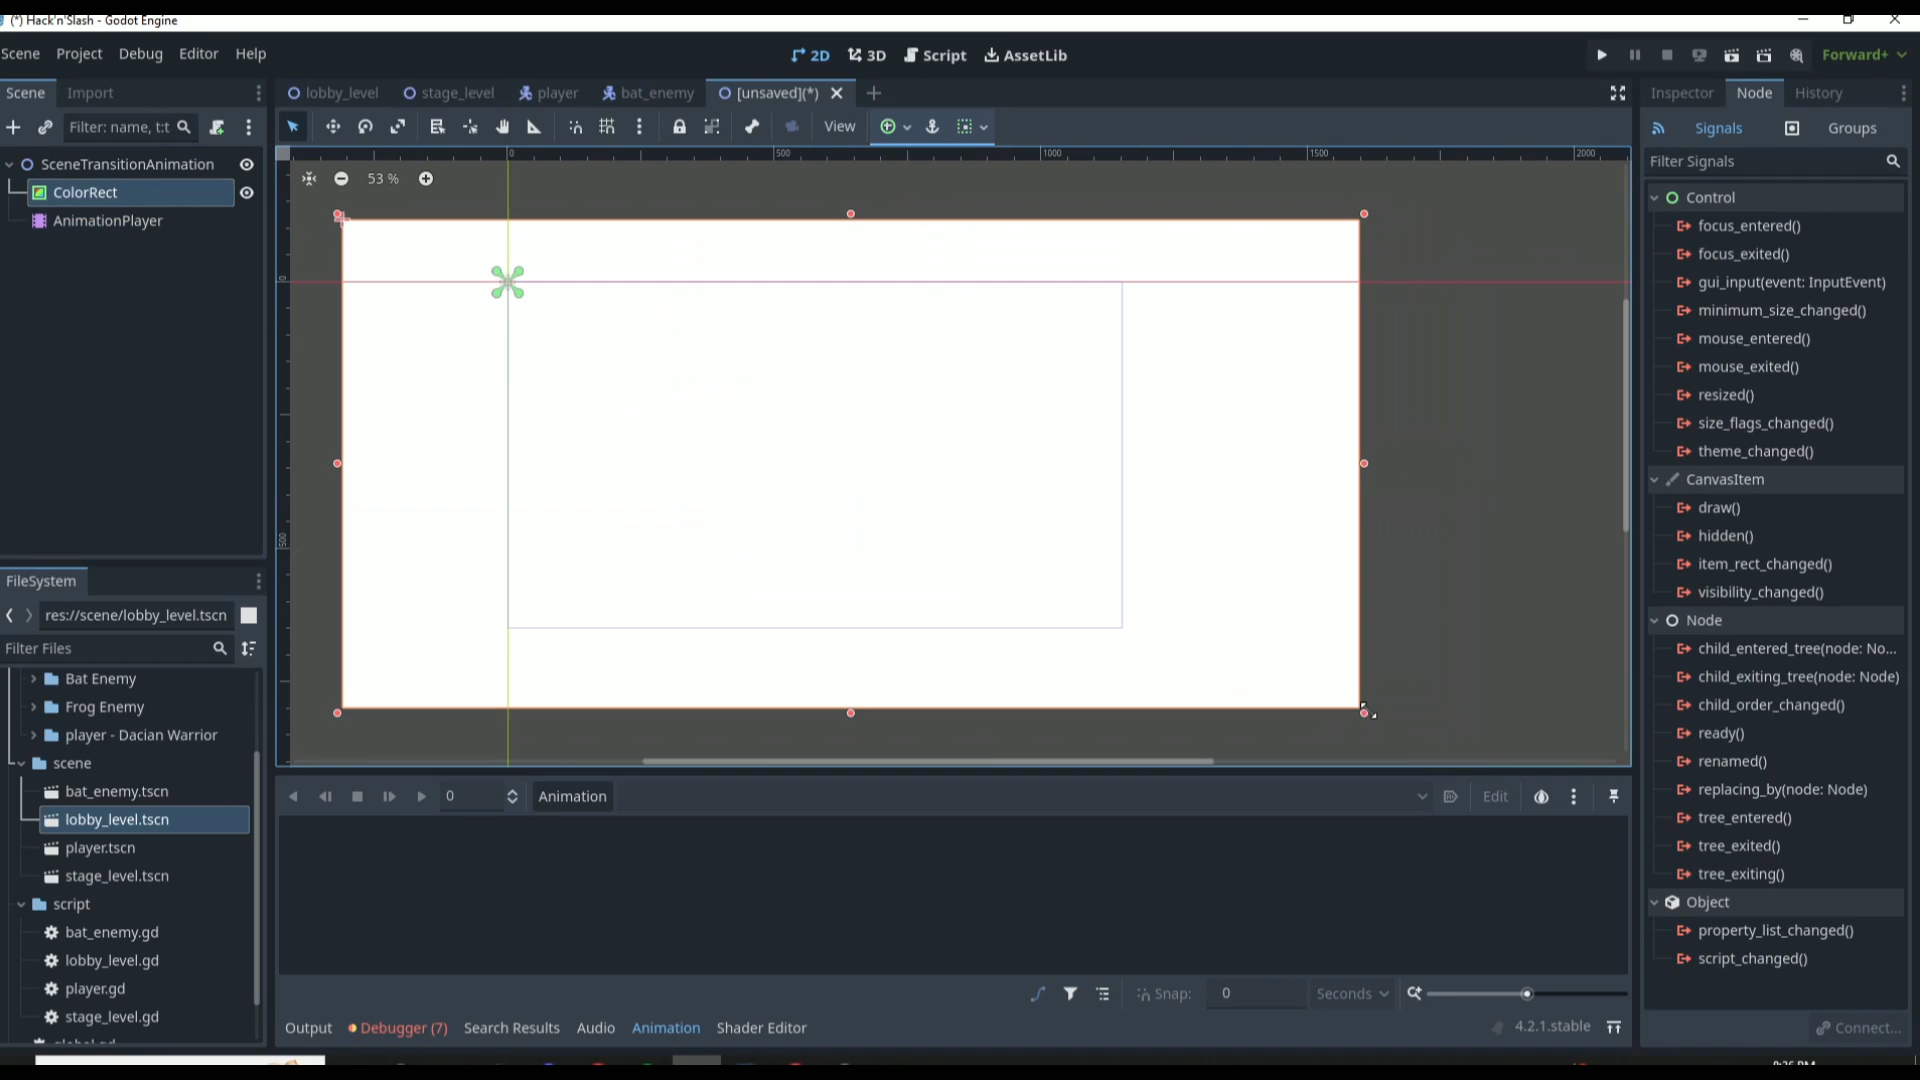 (*) Hack'n'Slash - Godot Engine
Scene Project Debug Editor Help
2D 3D Script AssetLib
Forward+
Scene Import
Filter: name, t:t
SceneTransitionAnimation
ColorRect
AnimationPlayer
lobby_level stage_level player bat_enemy [unsaved](*)
View
0 500 1000 1500 2000
53 %
0
500
Inspector Node History
Signals Groups
Filter Signals
Control
focus_entered()
focus_exited()
gui_input(event: InputEvent)
minimum_size_changed()
mouse_entered()
mouse_exited()
resized()
size_flags_changed()
theme_changed()
CanvasItem
draw()
hidden()
item_rect_changed()
visibility_changed()
Node
child_entered_tree(node: No...
child_exiting_tree(node: Node)
child_order_changed()
ready()
renamed()
replacing_by(node: Node)
tree_entered()
tree_exited()
tree_exiting()
Object
property_list_changed()
script_changed()
Connect...
FileSystem
res://scene/lobby_level.tscn
Filter Files
Bat Enemy
Frog Enemy
player - Dacian Warrior
scene
bat_enemy.tscn
lobby_level.tscn
player.tscn
stage_level.tscn
script
bat_enemy.gd
lobby_level.gd
player.gd
stage_level.gd
0 Animation Edit
Snap: 0 Seconds
Output Debugger (7) Search Results Audio Animation Shader Editor 4.2.1.stable